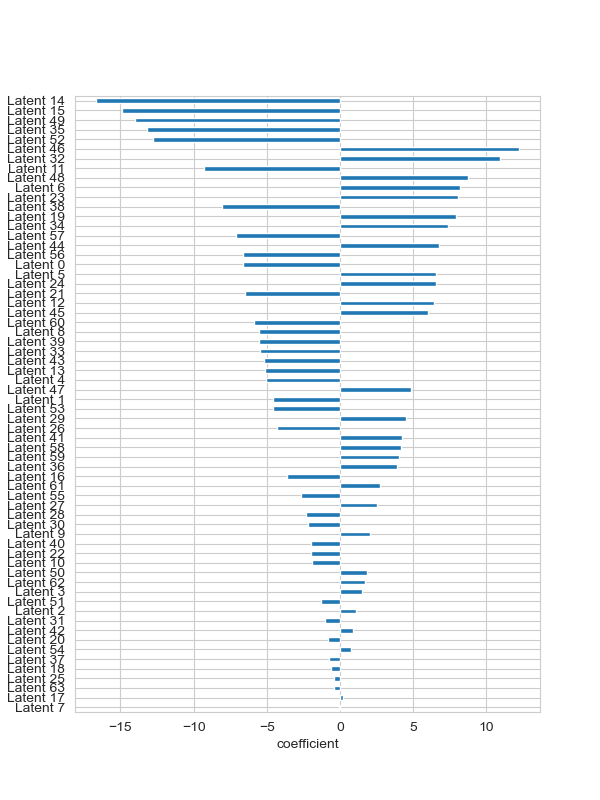 Latent 14
Latent 15
Latent 49
Latent 35
Latent 52
Latent 46
Latent 32
Latent 11
Latent 48
Latent 6
Latent 23
Latent 38
Latent 19
Latent 34
Latent 57
Latent 44
Latent 56
Latent 0
Latent 5
Latent 24
Latent 21
Latent 12
Latent 45
Latent 60
Latent 8
Latent 39
Latent 33
Latent 43
Latent 13
Latent 4
Latent 47
Latent 1
Latent 53
Latent 29
Latent 26
Latent 41
Latent 58
Latent 59
Latent 36
Latent 16
Latent 61
Latent 55
Latent 27
Latent 28
Latent 30
Latent 9
Latent 40
Latent 22
Latent 10
Latent 50
Latent 62
Latent 3
Latent 51
Latent 2
Latent 31
Latent 42
Latent 20
Latent 54
Latent 37
Latent 18
Latent 25
Latent 63
Latent 17
Latent 7
−15 −10 −5 0 5 10
coefficient